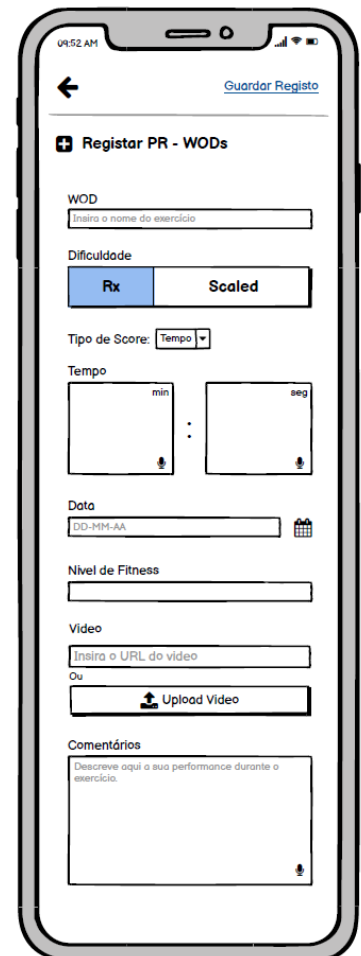 09:52 AM
Guardar Registo
Registar PR - WODs
WOD
Insira o nome do exercício
Dificuldade
Rx Scaled
Tipo de Score: Tempo
Tempo
min seg
:
Data
DD-MM-AA
Nivel de Fitness
Video
Insira o URL do video
Ou
Upload Video
Comentários
Descreve aqui a sua performance durante o
exercício.